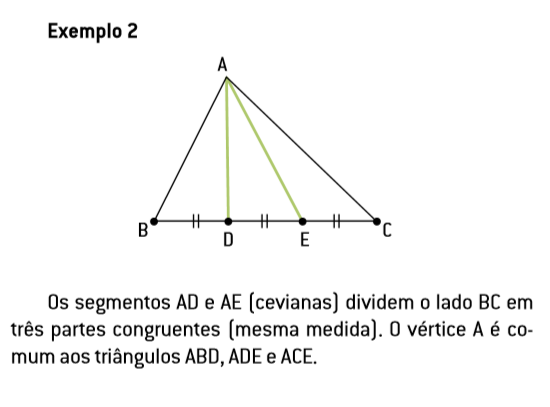 Exemplo 2
A
B
D
E
C
Os segmentos AD e AE (cevianas) dividem o lado BC em
três partes congruentes (mesma medida). O vértice A é co-
mum aos triângulos ABD, ADE e ACE.